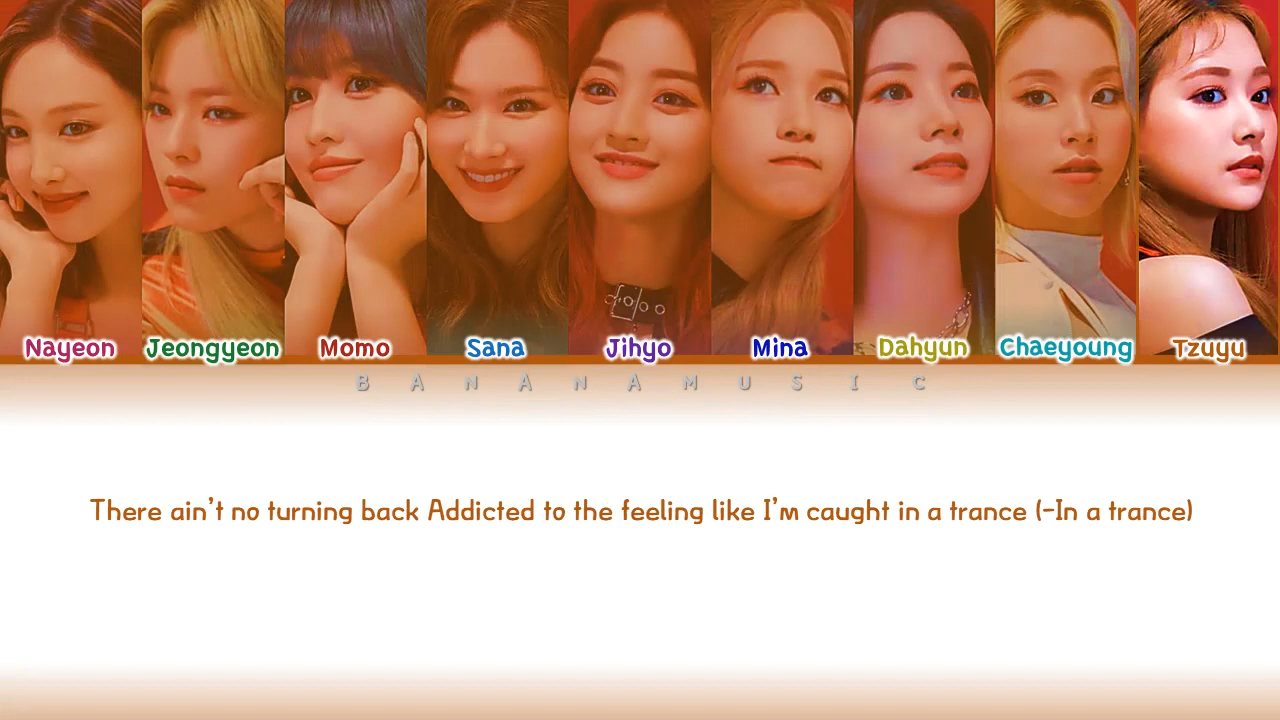 Nayeon Jeongyeon Momo Sana Jihyo Mina Dahyun Chaeyoung Tzuyu
BANANAMUSIC
There ain't no turning back Addicted to the feeling like I'm caught in a trance (-In a trance)